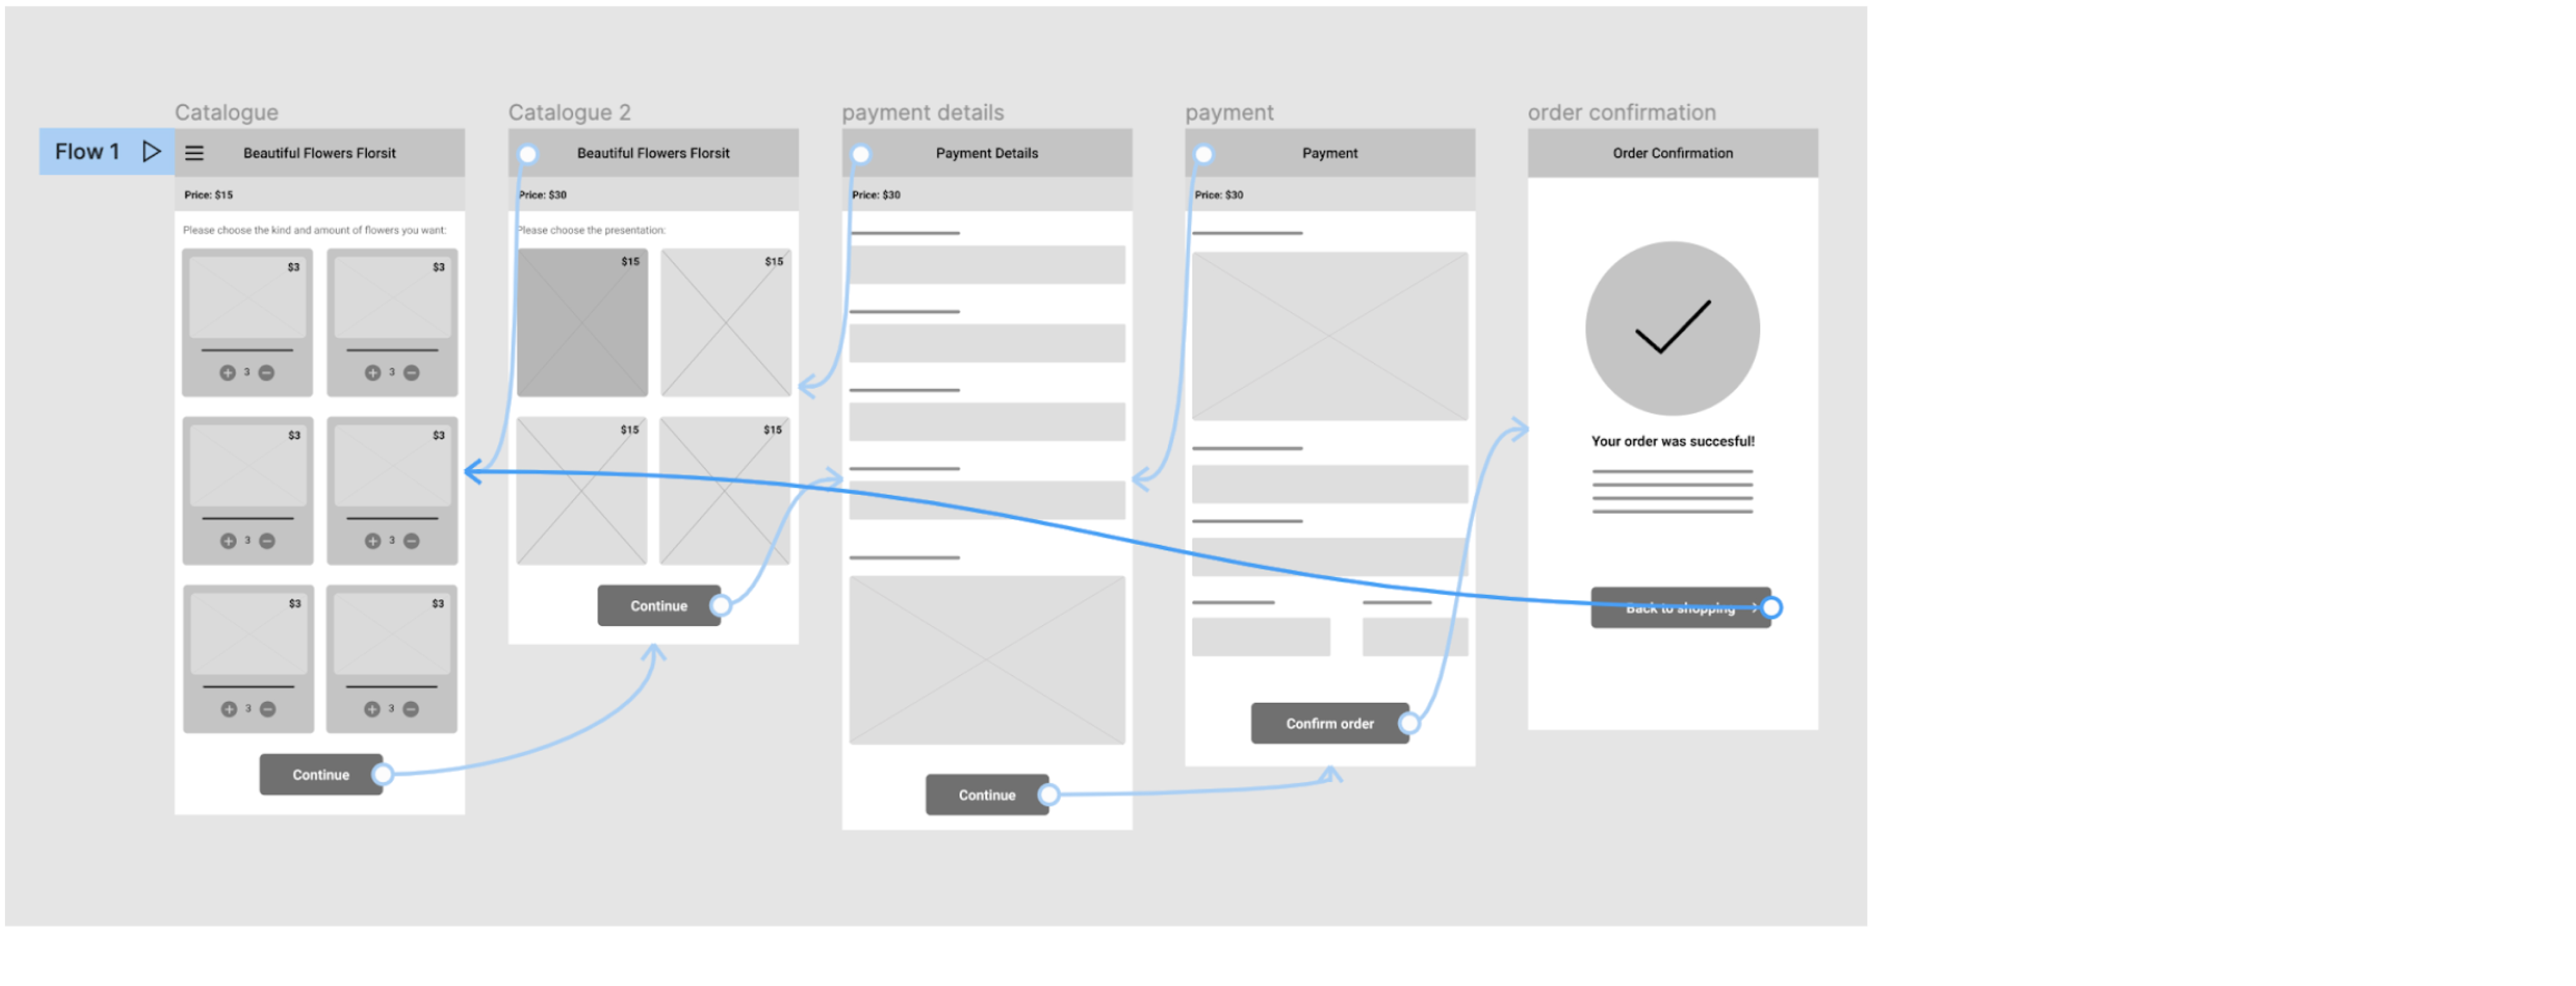 Catalogue
Catalogue 2
payment details
payment
order confirmation
Flow 1
Beautiful Flowers Florsit
Price: $15
Please choose the kind and amount of flowers you want:
$3
$3
3
3
$3
$3
3
3
$3
$3
3
3
Continue
Beautiful Flowers Florsit
Price: $30
Please choose the presentation:
$15
$15
$15
$15
Continue
Payment Details
Price: $30
Continue
Payment
Price: $30
Confirm order
Order Confirmation
Your order was succesful!
Back to shopping